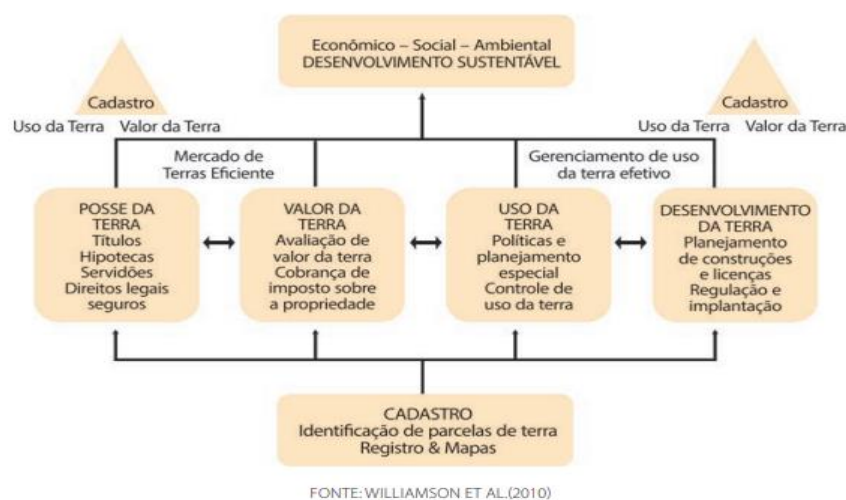 Econômico – Social – Ambiental
DESENVOLVIMENTO SUSTENTÁVEL
Cadastro
Uso da Terra Valor da Terra
Cadastro
Uso da Terra Valor da Terra
Mercado de
Terras Eficiente
Gerenciamento de uso
da terra efetivo
POSSE DA
TERRA
Títulos
Hipotecas
Servidões
Direitos legais
seguros
VALOR DA
TERRA
Avaliação de
valor da terra
Cobrança de
imposto sobre
a propriedade
USO DA
TERRA
Políticas e
planejamento
especial
Controle de
uso da terra
DESENVOLVIMENTO
DA TERRA
Planejamento
de construções
e licenças
Regulação e
implantação
CADASTRO
Identificação de parcelas de terra
Registro & Mapas
FONTE: WILLIAMSON ET AL.(2010)